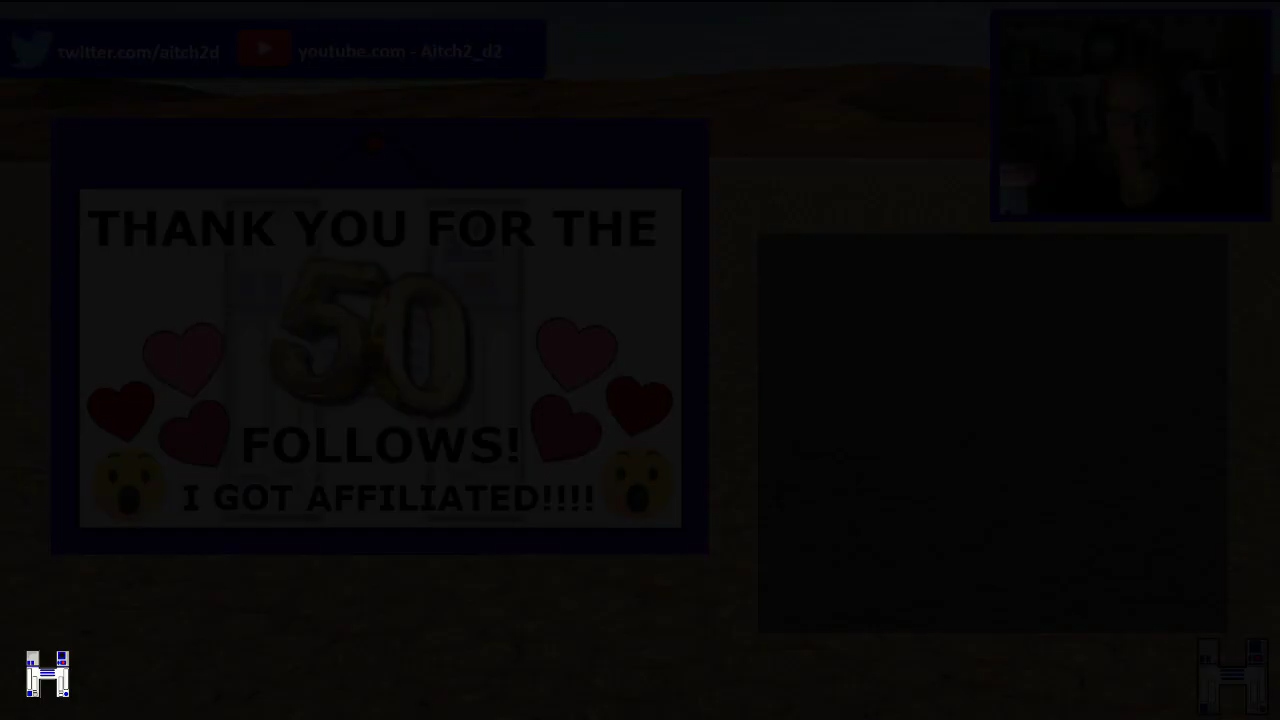 twitter.com/aitch2d
youtube.com - Aitch2_d2
THANK YOU FOR THE
50
FOLLOWS!
I GOT AFFILIATED!!!!
H
H